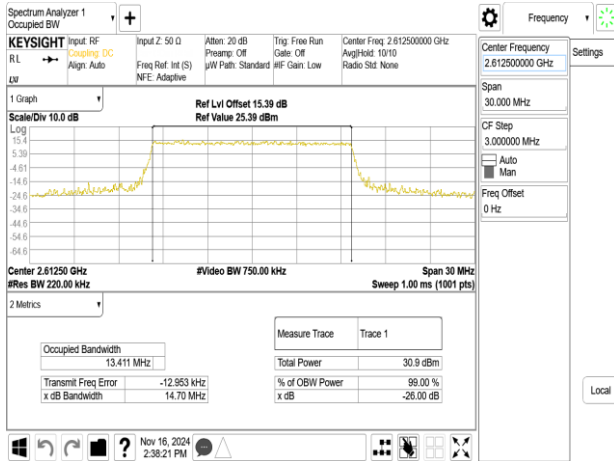 Spectrum Analyzer 1
Occupied BW
Frequency
KEYSIGHT
RL
LXI
Input: RF
Coupling: DC
Align: Auto
Input Z: 50 Ω
Freq Ref: Int (S)
NFE: Adaptive
Atten: 20 dB
Preamp: Off
µW Path: Standard
Trig: Free Run
Gate: Off
#IF Gain: Low
Center Freq: 2.612500000 GHz
Avg|Hold: 10/10
Radio Std: None
Center Frequency
2.612500000 GHz
Settings
Span
30.000 MHz
CF Step
3.000000 MHz
Auto
Man
Freq Offset
0 Hz
Local
1 Graph
Scale/Div 10.0 dB
Ref Lvl Offset 15.39 dB
Ref Value 25.39 dBm
Log
15.4
5.39
-4.61
-14.6
-24.6
-34.6
-44.6
-54.6
-64.6
Center 2.61250 GHz
#Res BW 220.00 kHz
#Video BW 750.00 kHz
Span 30 MHz
Sweep 1.00 ms (1001 pts)
2 Metrics
Occupied Bandwidth
13.411 MHz
Transmit Freq Error -12.953 kHz
x dB Bandwidth 14.70 MHz
Measure Trace Trace 1
Total Power 30.9 dBm
% of OBW Power 99.00 %
x dB -26.00 dB
?
Nov 16, 2024
2:38:21 PM